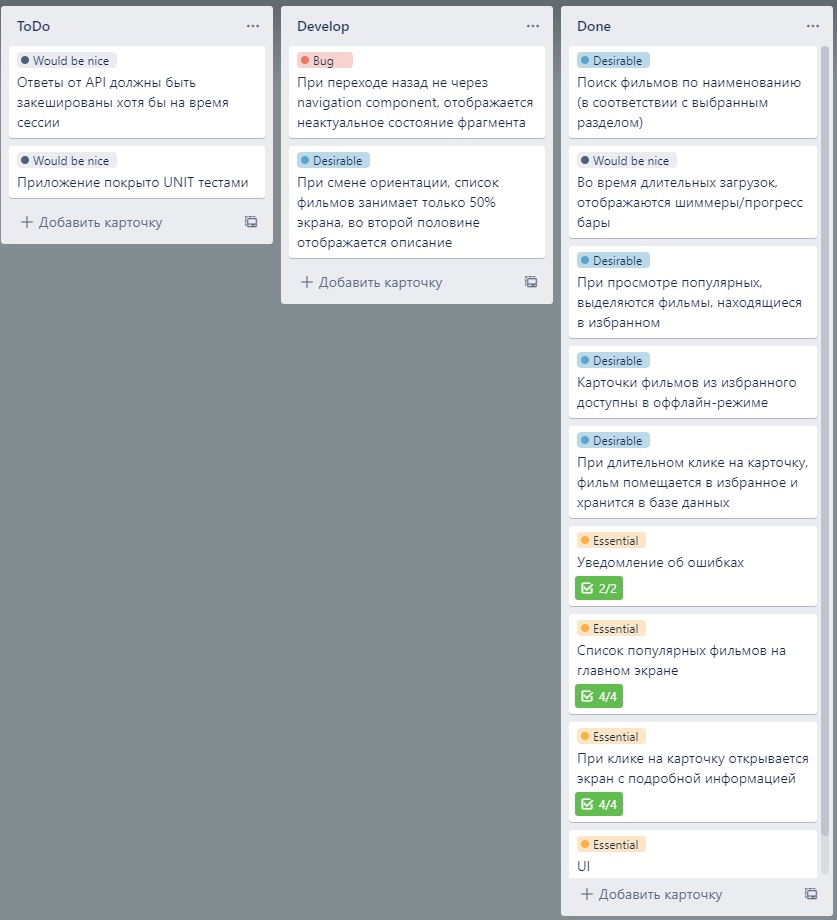 ToDo
Would be nice
Ответы от API должны быть
закешированы хотя бы на время
сессии
Would be nice
Приложение покрыто UNIT тестами
Добавить карточку
Develop
Bug
При переходе назад не через
navigation component, отображается
неактуальное состояние фрагмента
Desirable
При смене ориентации, список
фильмов занимает только 50%
экрана, во второй половине
отображается описание
Добавить карточку
Done
Desirable
Поиск фильмов по наименованию
(в соответствии с выбранным
разделом)
Would be nice
Во время длительных загрузок,
отображаются шиммеры/прогресс
бары
Desirable
При просмотре популярных,
выделяются фильмы, находящиеся
в избранном
Desirable
Карточки фильмов из избранного
доступны в оффлайн-режиме
Desirable
При длительном клике на карточку,
фильм помещается в избранное и
хранится в базе данных
Essential
Уведомление об ошибках
2/2
Essential
Список популярных фильмов на
главном экране
4/4
Essential
При клике на карточку открывается
экран с подробной информацией
4/4
Essential
UI
Добавить карточку